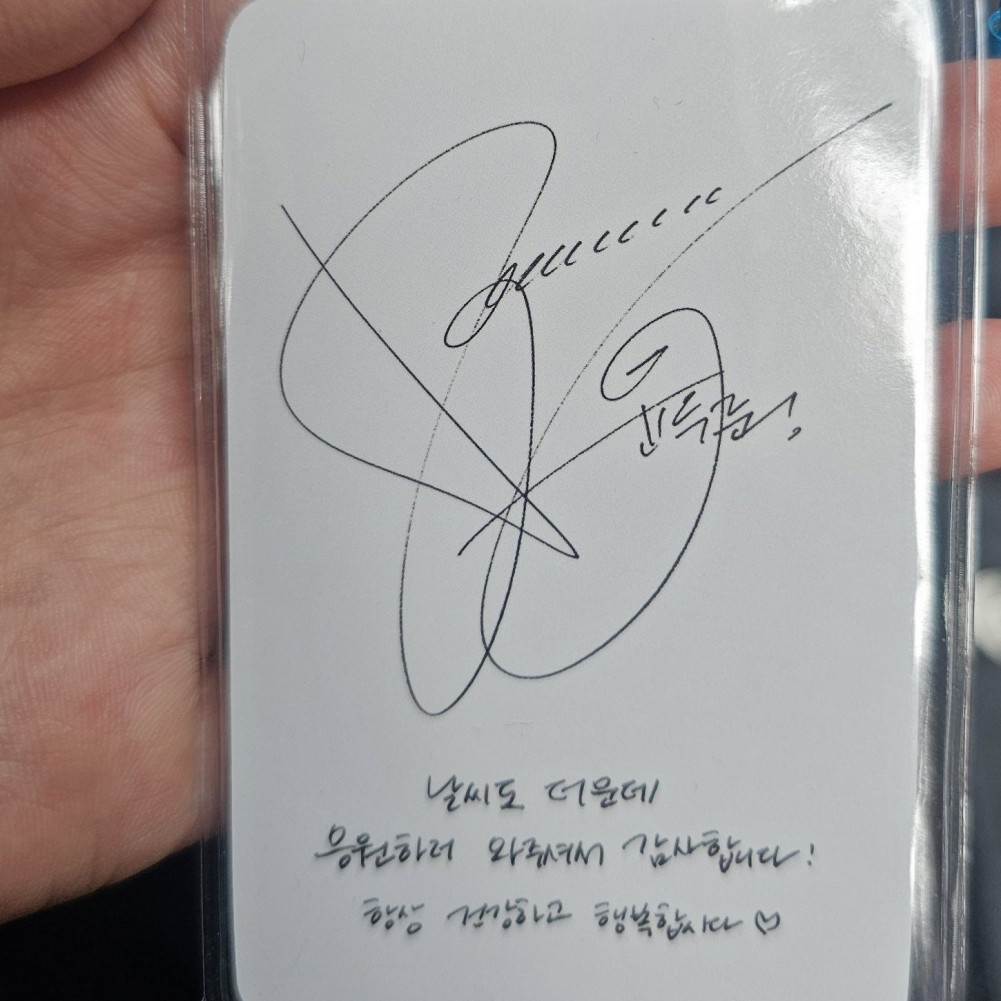 날씨도 더운데
응원하러 와주셔서 감사합니다!
항상 건강하고 행복합시다♡